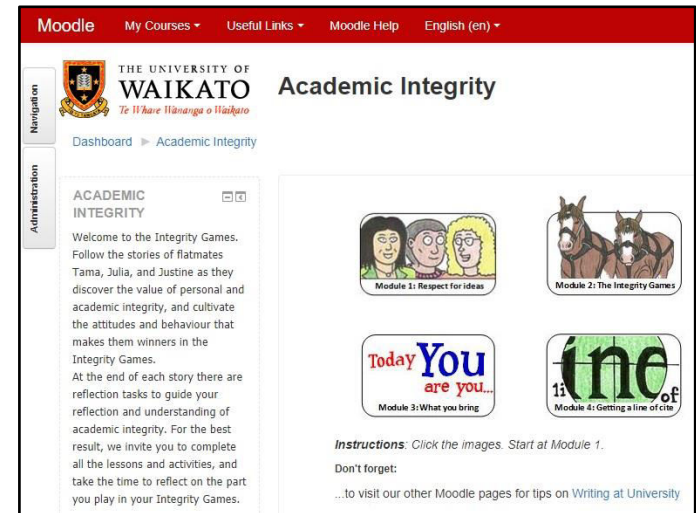 Moodle My Courses Useful Links Moodle Help English (en)
Navigation
Administration
THE UNIVERSITY OF
WAIKATO
Te Whare Wānanga o Waikato
Academic Integrity
Dashboard Academic Integrity
ACADEMIC
INTEGRITY
Welcome to the Integrity Games.
Follow the stories of flatmates
Tama, Julia, and Justine as they
discover the value of personal and
academic integrity, and cultivate
the attitudes and behaviour that
makes them winners in the
Integrity Games.
At the end of each story there are
reflection tasks to guide your
reflection and understanding of
academic integrity. For the best
result, we invite you to complete
all the lessons and activities, and
take the time to reflect on the part
you play in your Integrity Games.
Module 1: Respect for ideas
Module 2: The Integrity Games
Today You
are you...
Module 3: What you bring
line
li
of
Module 4: Getting a line of cite
Instructions: Click the images. Start at Module 1.
Don't forget:
...to visit our other Moodle pages for tips on Writing at University